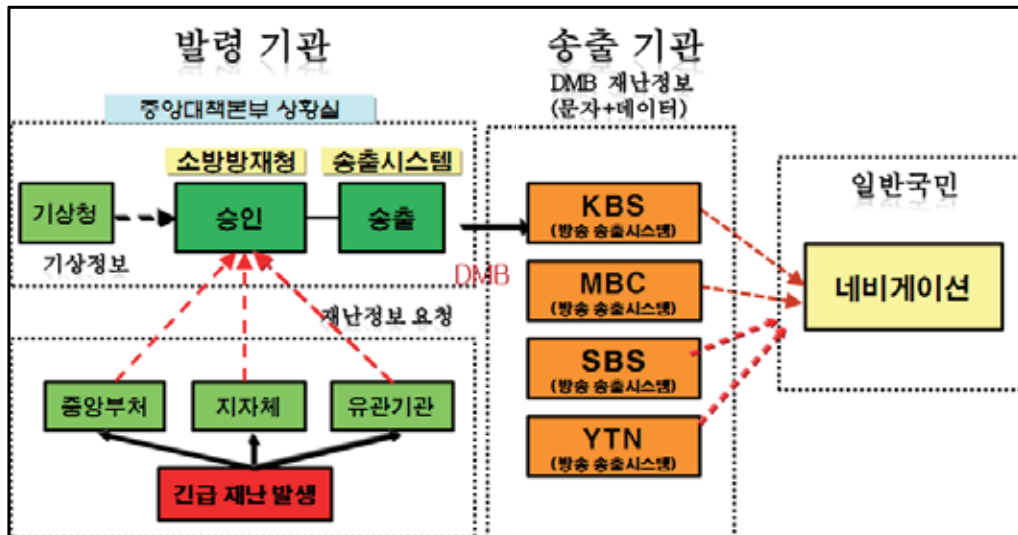 발령 기관
송출 기관
DMB 재난정보
(문자+데이터)
중앙대책본부 상황실
소방방재청
송출시스템
일반국민
기상청
승인
송출
KBS
(방송 송출시스템)
기상정보
DMB
MBC
(방송 송출시스템)
네비게이션
재난정보 요청
SBS
(방송 송출시스템)
중앙부처
지자체
유관기관
YTN
(방송 송출시스템)
긴급 재난 발생